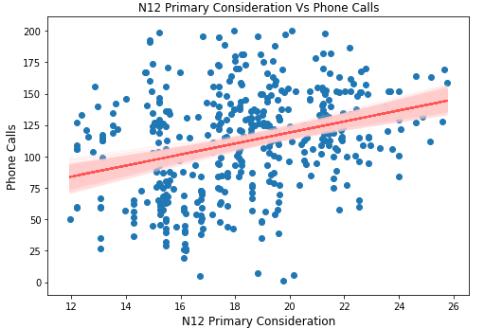 N12 Primary Consideration Vs Phone Calls
200
175
150
125
100
75
50
25
0
Phone Calls
12 14 16 18 20 22 24 26
N12 Primary Consideration